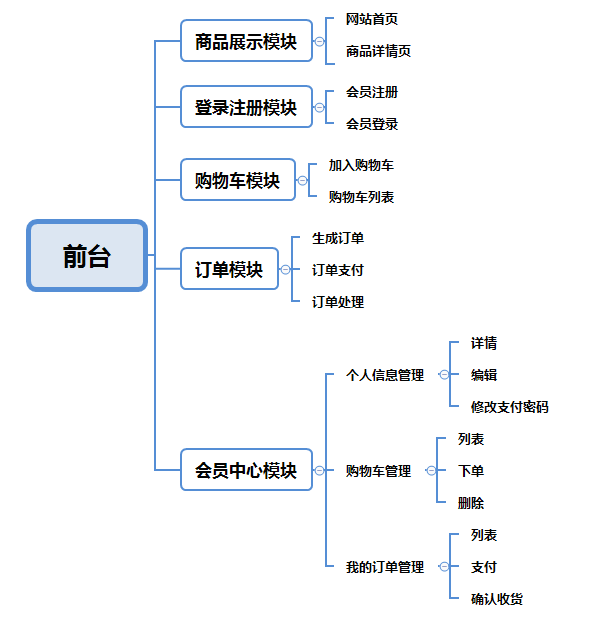 前台
商品展示模块
网站首页
商品详情页
登录注册模块
会员注册
会员登录
购物车模块
加入购物车
购物车列表
订单模块
生成订单
订单支付
订单处理
会员中心模块
个人信息管理
详情
编辑
修改支付密码
购物车管理
列表
下单
删除
我的订单管理
列表
支付
确认收货